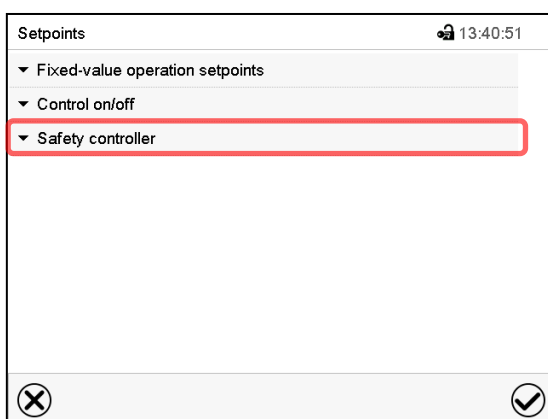 Setpoints 13:40:51
Fixed-value operation setpoints
Control on/off
Safety controller